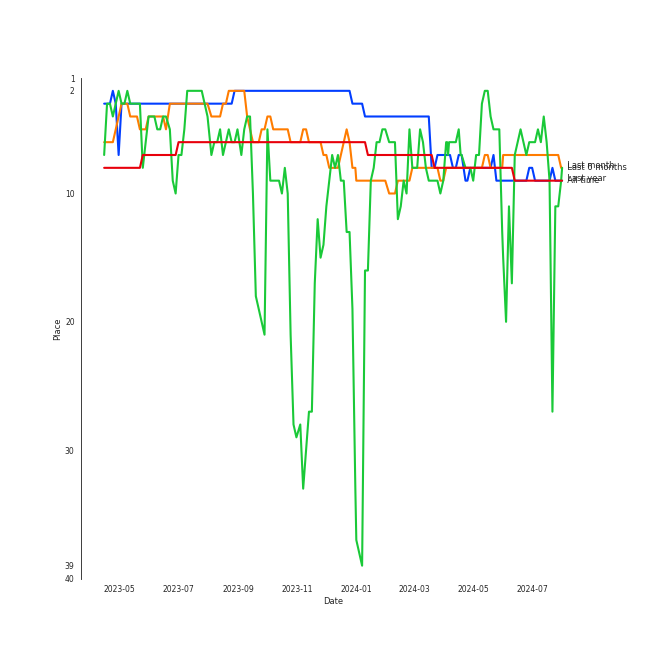 1
2
10
20
30
39
40
Place
2023-05
2023-07
2023-09
2023-11
2024-01
2024-03
2024-05
2024-07
Date
Last month
Last 6 months
Last year
All time